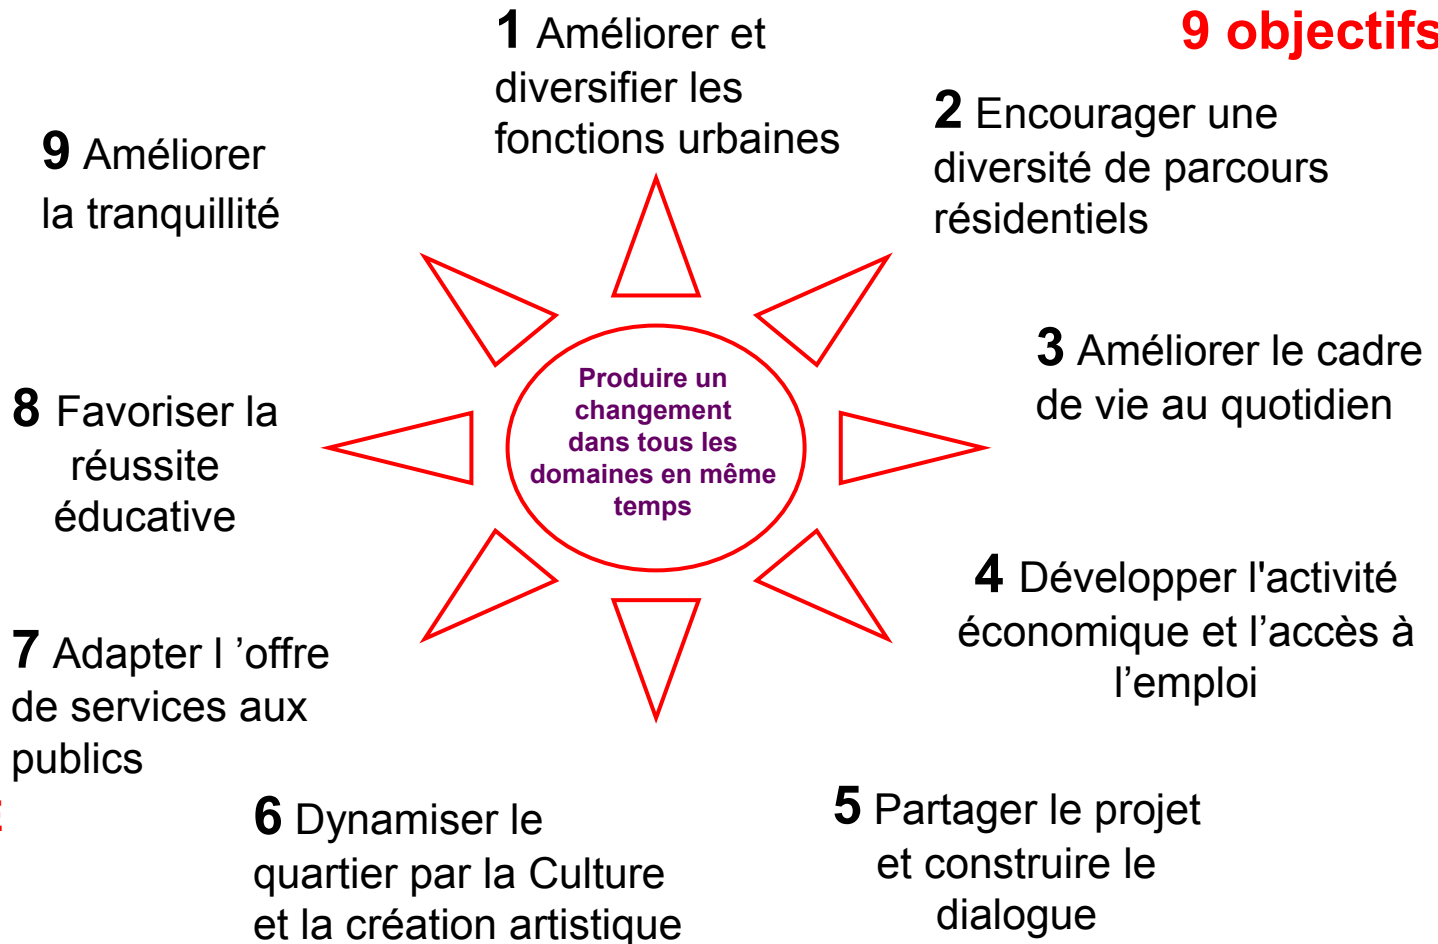 9 objectifs
1 Améliorer et
diversifier les
fonctions urbaines
2 Encourager une
diversité de parcours
résidentiels
3 Améliorer le cadre
de vie au quotidien
4 Développer l'activité
économique et l’accès à
l’emploi
5 Partager le projet
et construire le
dialogue
6 Dynamiser le
quartier par la Culture
et la création artistique
7 Adapter l ’offre
de services aux
publics
8 Favoriser la
réussite
éducative
9 Améliorer
la tranquillité
Produire un
changement
dans tous les
domaines en même
temps